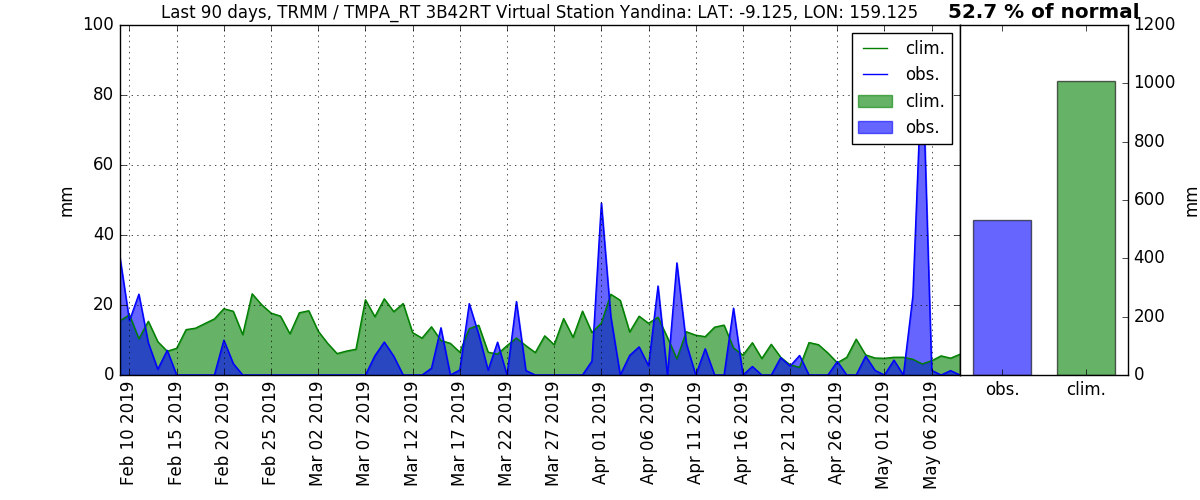 Last 90 days, TRMM / TMPA_RT 3B42RT Virtual Station Yandina: LAT: -9.125, LON: 159.125
52.7 % of normal
100
80
60
40
20
0
mm
clim.
obs.
clim.
obs.
1200
1000
800
600
400
200
0
mm
obs.
clim.
Feb 10 2019
Feb 15 2019
Feb 20 2019
Feb 25 2019
Mar 02 2019
Mar 07 2019
Mar 12 2019
Mar 17 2019
Mar 22 2019
Mar 27 2019
Apr 01 2019
Apr 06 2019
Apr 11 2019
Apr 16 2019
Apr 21 2019
Apr 26 2019
May 01 2019
May 06 2019